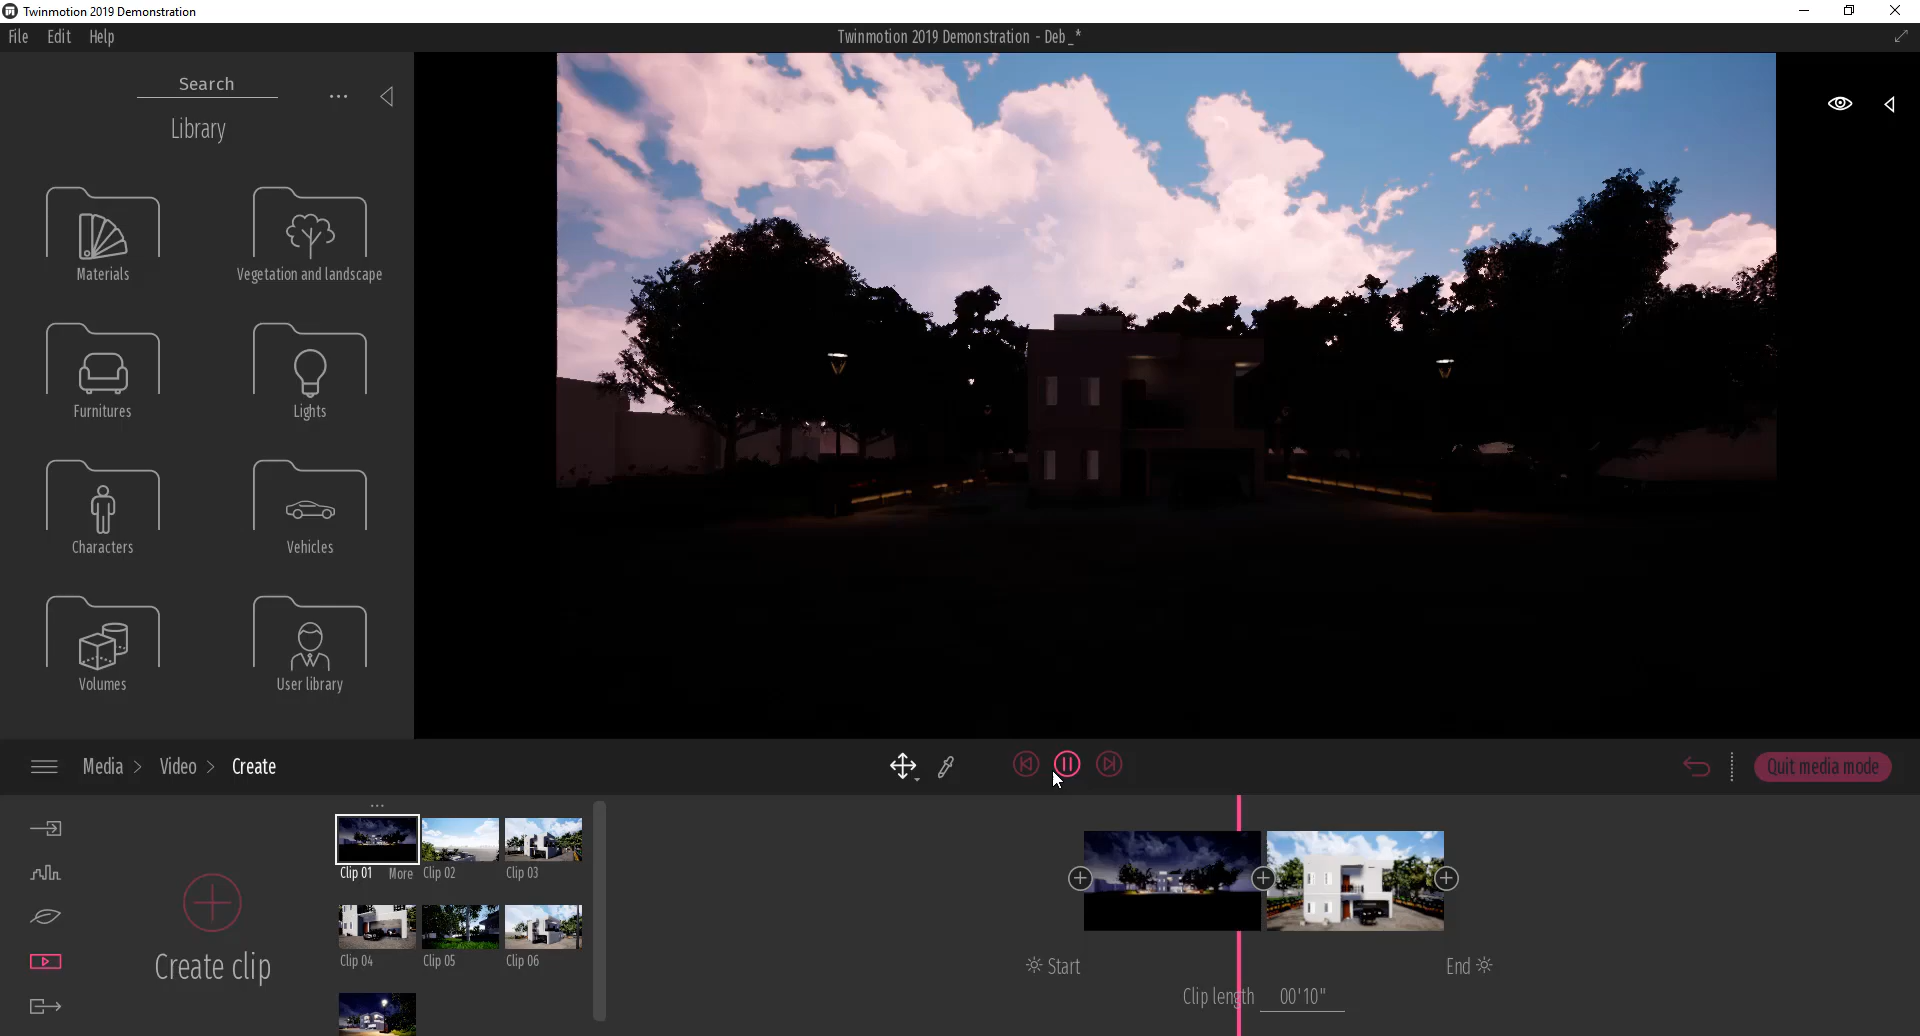 Twinmotion 2019 Demonstration
File Edit Help
Twinmotion 2019 Demonstration - Deb_*
Search
Library
Materials
Vegetation and landscape
Furnitures
Lights
Characters
Vehicles
Volumes
User library
Media > Video > Create
Quit media mode
Create clip
Clip 01 More
Clip 02
Clip 03
Clip 04
Clip 05
Clip 06
Start
End
Clip length 00'10"